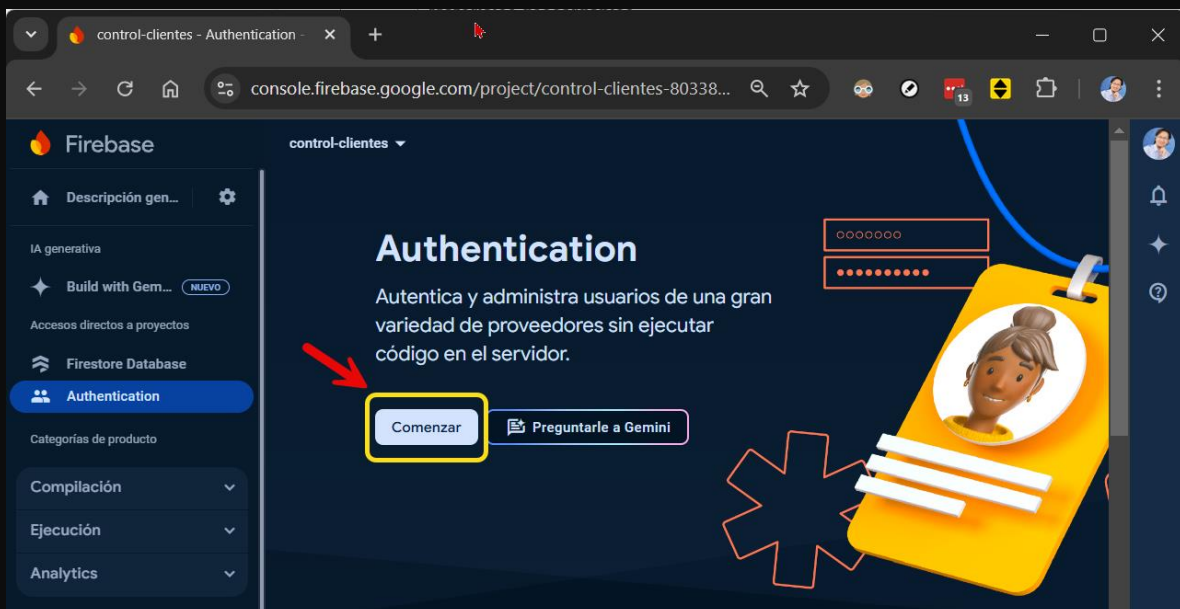 control-clientes - Authentication -
console.firebase.google.com/project/control-clientes-80338...
13
Firebase
control-clientes
Descripción gen...
IA generativa
Build with Gem... NUEVO
Accesos directos a proyectos
Firestore Database
Authentication
Categorías de producto
Compilación
Ejecución
Analytics
Authentication
Autentica y administra usuarios de una gran
variedad de proveedores sin ejecutar
código en el servidor.
Comenzar
Preguntarle a Gemini